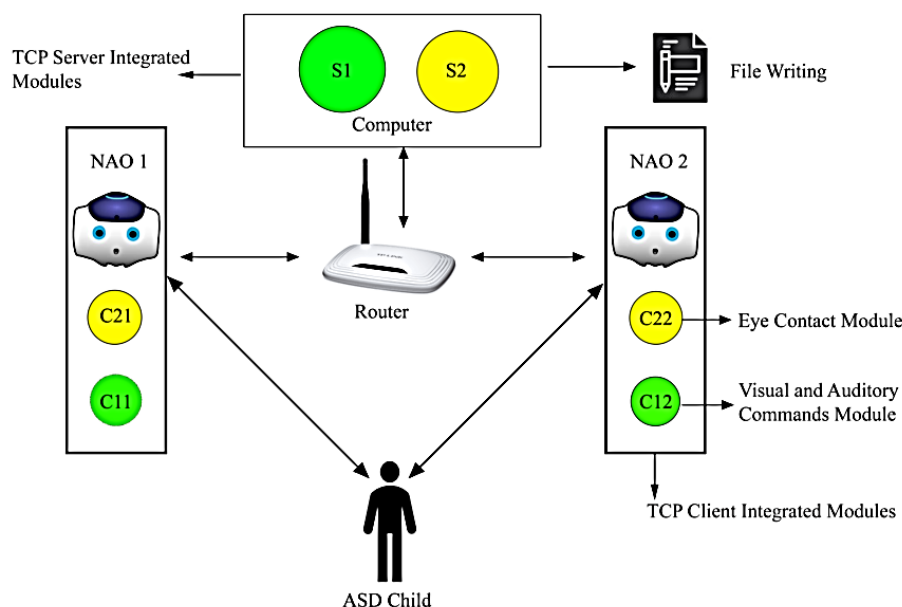 TCP Server Integrated
Modules
S1
S2
Computer
File Writing
NAO 1
NAO 2
Router
C21
C11
C22
Eye Contact Module
C12
Visual and Auditory
Commands Module
TCP Client Integrated Modules
ASD Child